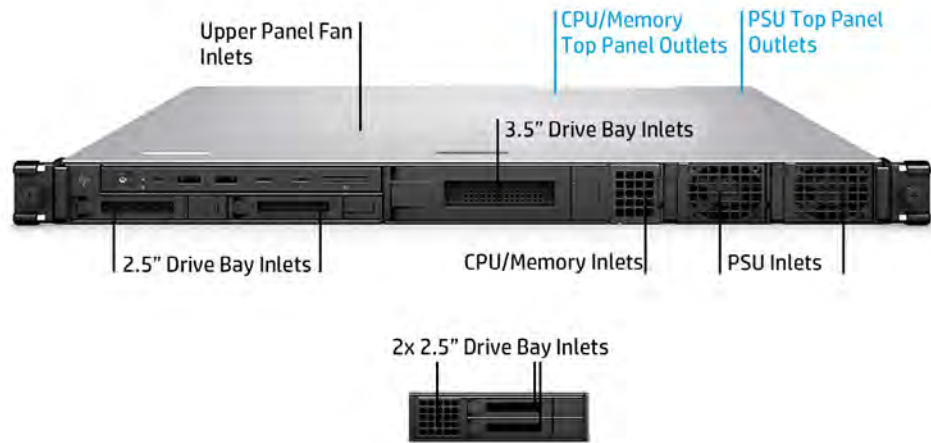 Upper Panel Fan
Inlets
CPU/Memory
Top Panel Outlets
PSU Top Panel
Outlets
3.5” Drive Bay Inlets
2.5” Drive Bay Inlets
CPU/Memory Inlets
PSU Inlets
2x 2.5” Drive Bay Inlets